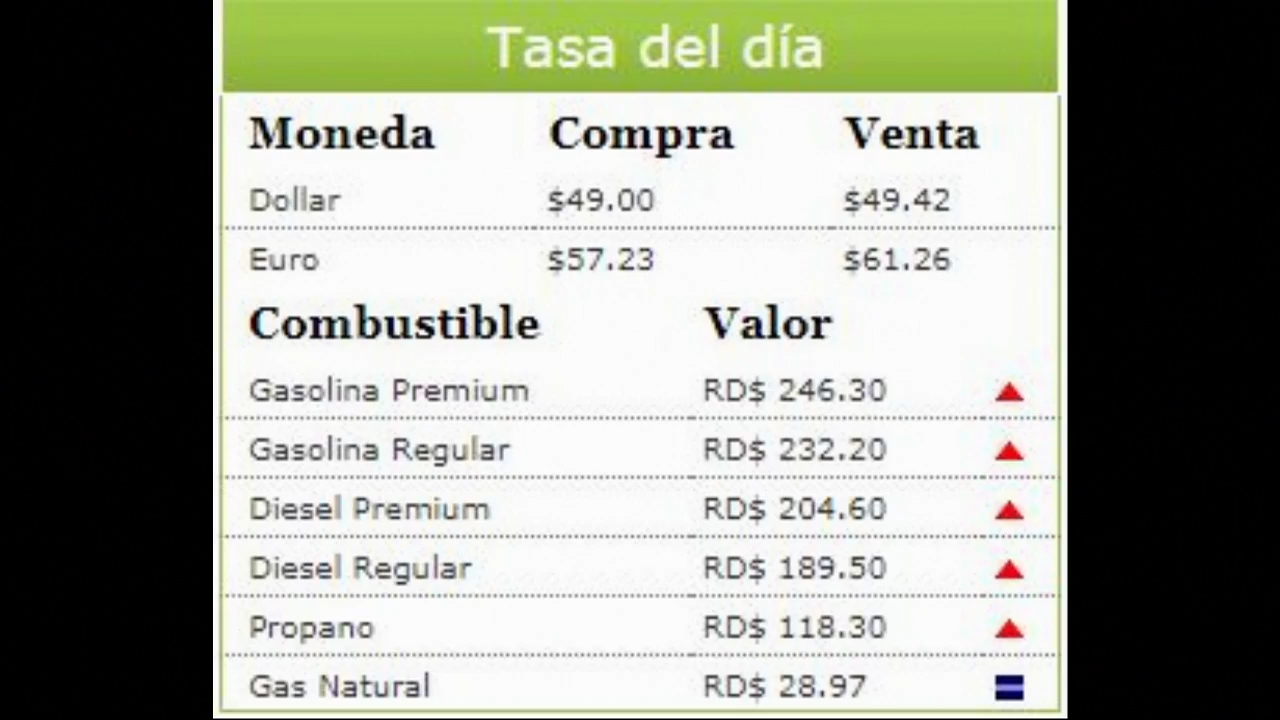 Tasa del día
Moneda Compra Venta
Dollar $49.00 $49.42
Euro $57.23 $61.26
Combustible Valor
Gasolina Premium RD$ 246.30
Gasolina Regular RD$ 232.20
Diesel Premium RD$ 204.60
Diesel Regular RD$ 189.50
Propano RD$ 118.30
Gas Natural RD$ 28.97